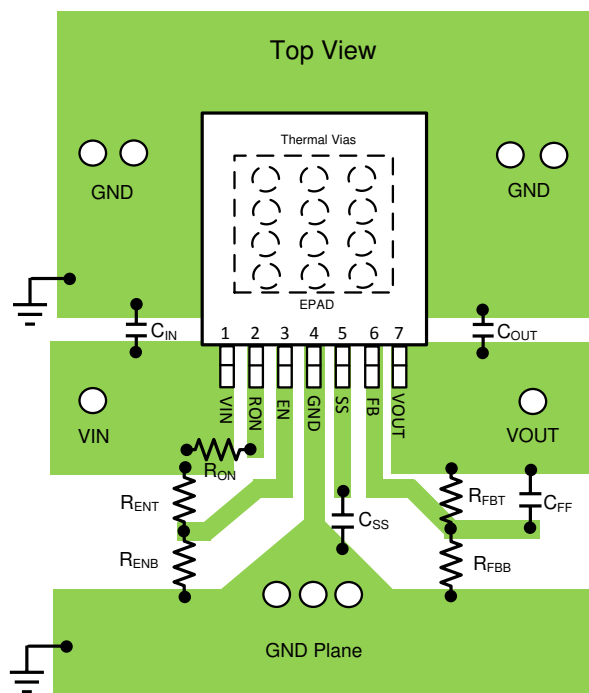 Top View
Thermal Vias
GND
GND
EPAD
CIN
1 2 3 4 5 6 7
COUT
VIN
RON
EN
GND
SS
FB
VOUT
VIN
VOUT
RON
RENT
RFBT
CFF
CSS
RENB
RFBB
GND Plane